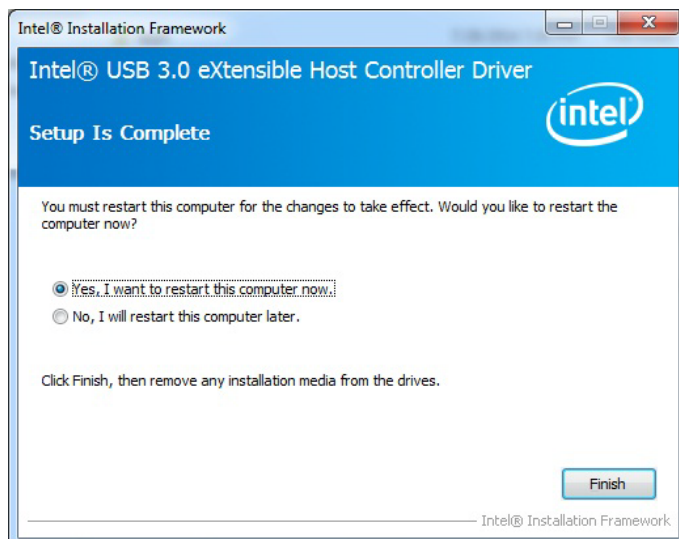 Intel® Installation Framework
Intel® USB 3.0 eXtensible Host Controller Driver
intel
Setup Is Complete
You must restart this computer for the changes to take effect. Would you like to restart the
computer now?
Yes, I want to restart this computer now.
No, I will restart this computer later.
Click Finish, then remove any installation media from the drives.
Finish
Intel® Installation Framework